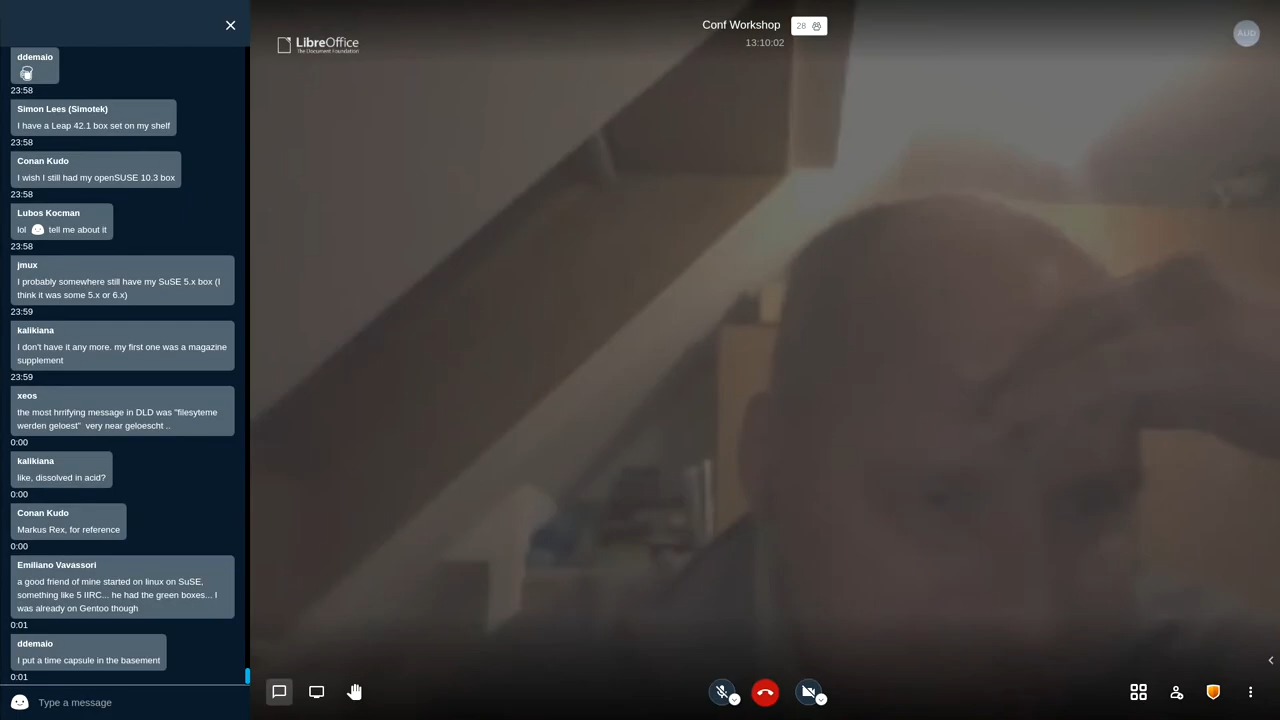 ddemaio
23:58
Simon Lees (Simotek)
I have a Leap 42.1 box set on my shelf
23:58
Conan Kudo
I wish I still had my openSUSE 10.3 box
23:58
Lubos Kocman
lol tell me about it
23:58
jmux
I probably somewhere still have my SuSE 5.x box (I
think it was some 5.x or 6.x)
23:59
kalikiana
I don't have it any more. my first one was a magazine
supplement
23:59
xeos
the most hrrifying message in DLD was "filesyteme
werden geloest"  very near geloescht ..
0:00
kalikiana
like, dissolved in acid?
0:00
Conan Kudo
Markus Rex, for reference
0:00
Emiliano Vavassori
a good friend of mine started on linux on SuSE,
something like 5 IIRC... he had the green boxes... I
was already on Gentoo though
0:01
ddemaio
I put a time capsule in the basement
0:01
Type a message
LibreOffice
The Document Foundation
Conf Workshop 28
13:10:02
AUD